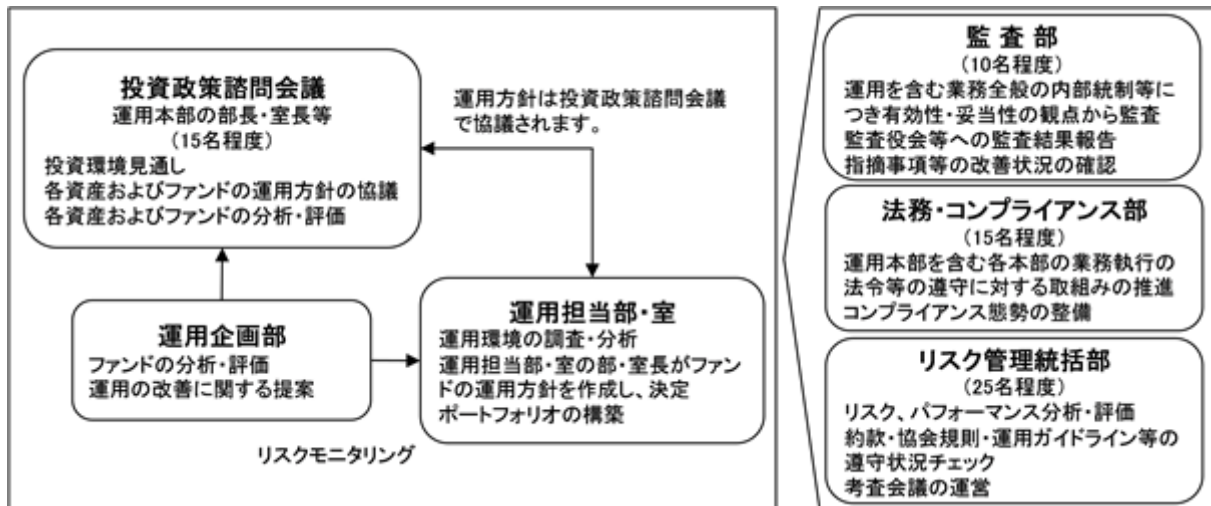 投資政策諮問会議
運用本部の部長・室長等
(15名程度)
投資環境見通し
各資産およびファンドの運用方針の協議
各資産およびファンドの分析・評価
運用方針は投資政策諮問会議
で協議されます。
運用企画部
ファンドの分析・評価
運用の改善に関する提案
運用担当部・室
運用環境の調査・分析
運用担当部・室の部・室長がファン
ドの運用方針を作成し、決定
ポートフォリオの構築
リスクモニタリング
監 査 部
(10名程度)
運用を含む業務全般の内部統制等に
つき有効性・妥当性の観点から監査
監査役会等への監査結果報告
指摘事項等の改善状況の確認
法務・コンプライアンス部
(15名程度)
運用本部を含む各本部の業務執行の
法令等の遵守に対する取組みの推進
コンプライアンス態勢の整備
リスク管理統括部
(25名程度)
リスク、パフォーマンス分析・評価
約款・協会規則・運用ガイドライン等の
遵守状況チェック
考査会議の運営